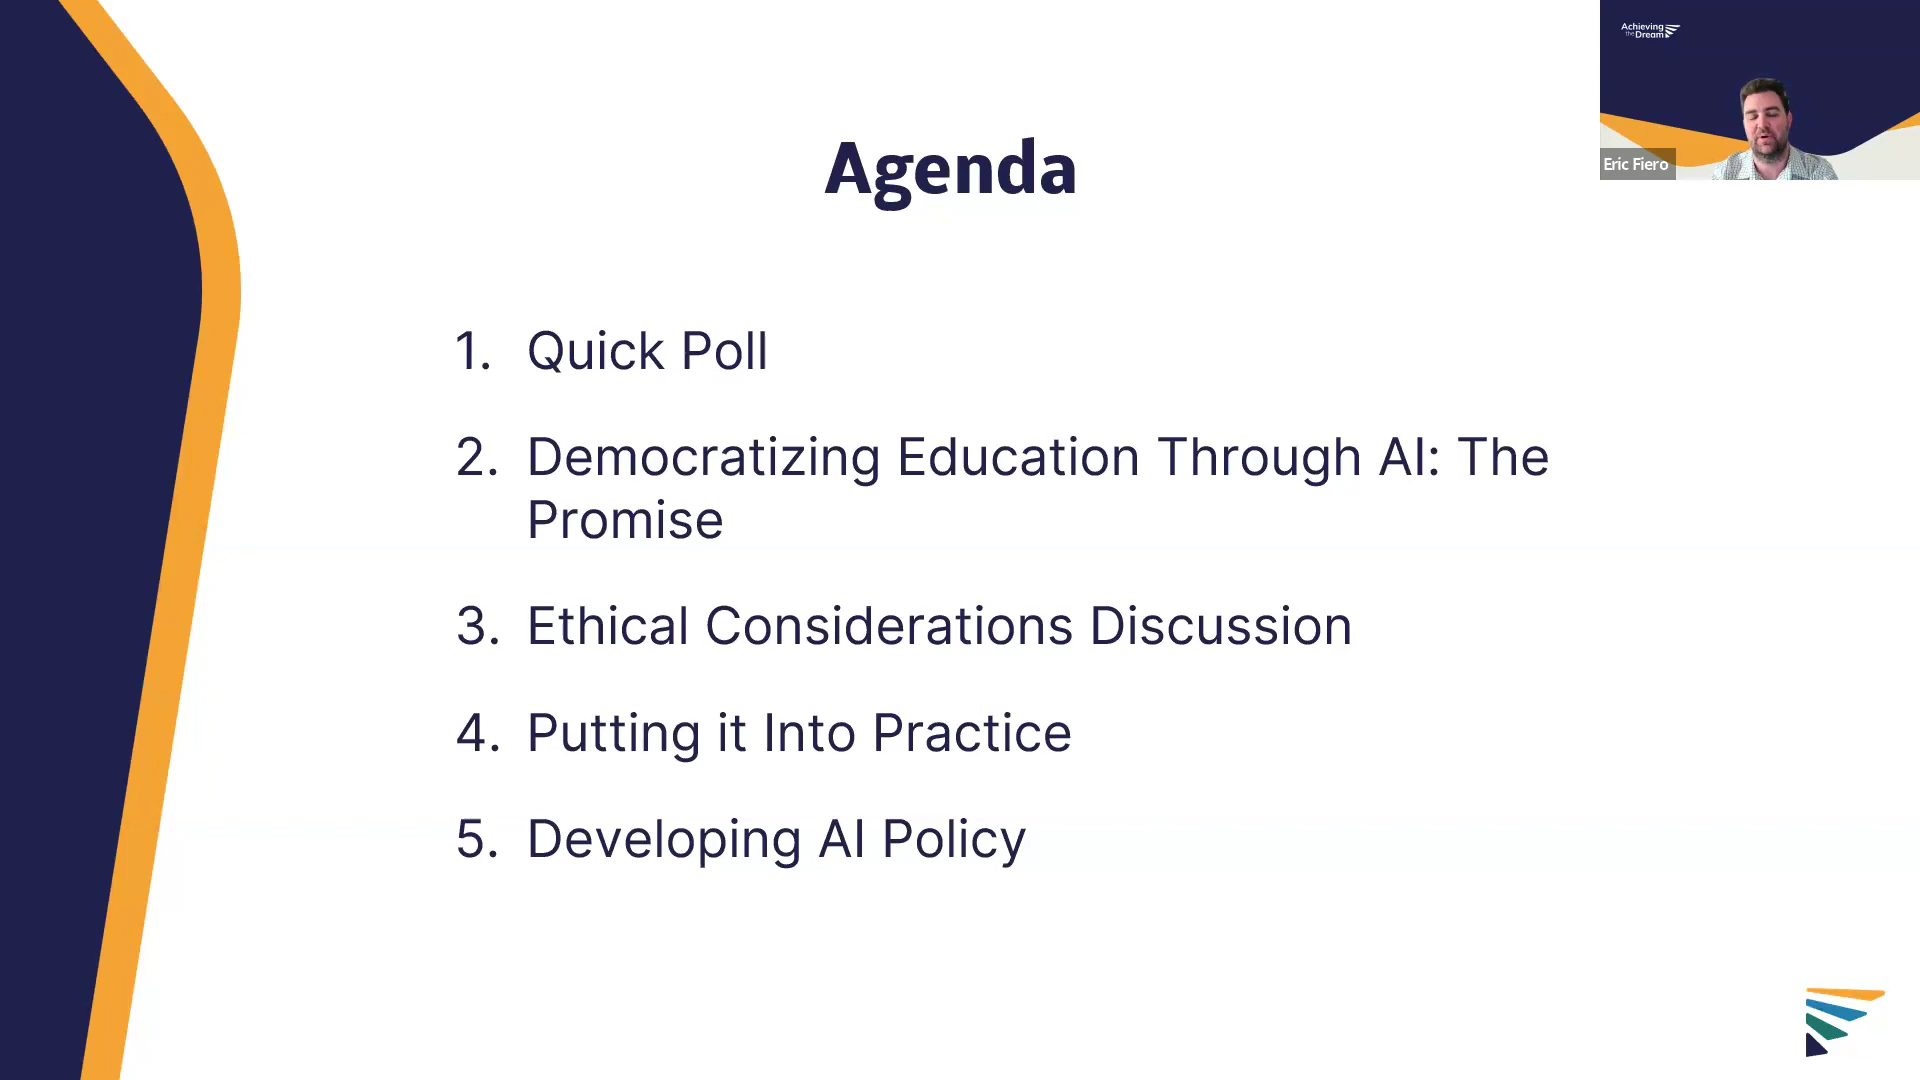 Agenda
1. Quick Poll
2. Democratizing Education Through AI: The
Promise
3. Ethical Considerations Discussion
4. Putting it Into Practice
5. Developing AI Policy
Achieving
the Dream
Eric Fiero